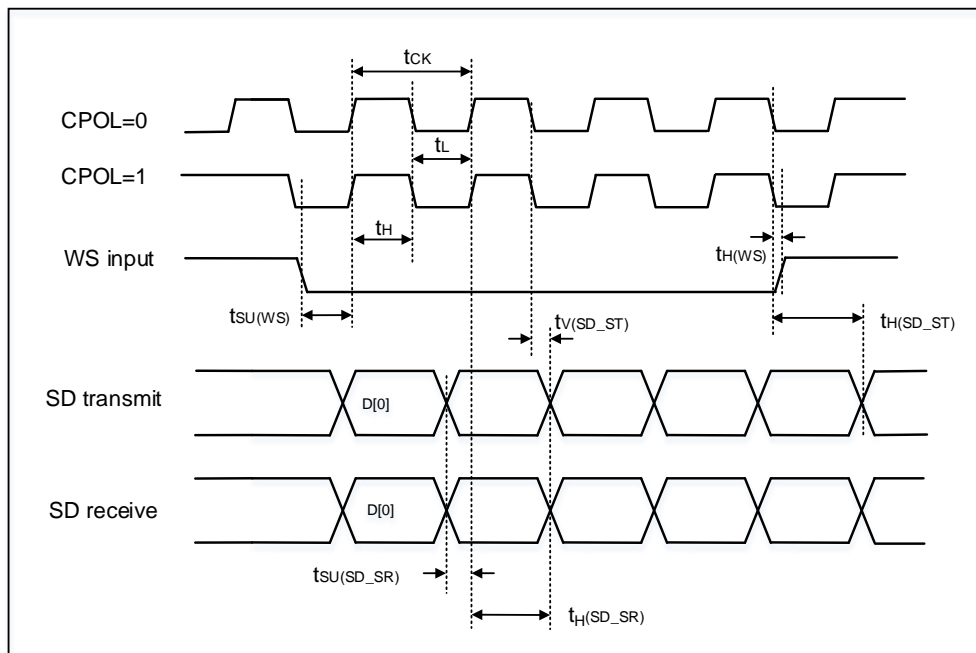 tCK
CPOL=0
tL
CPOL=1
tH
tH(WS)
WS input
tSU(WS)
tV(SD_ST)
tH(SD_ST)
SD transmit
D[0]
SD receive
D[0]
tSU(SD_SR)
tH(SD_SR)